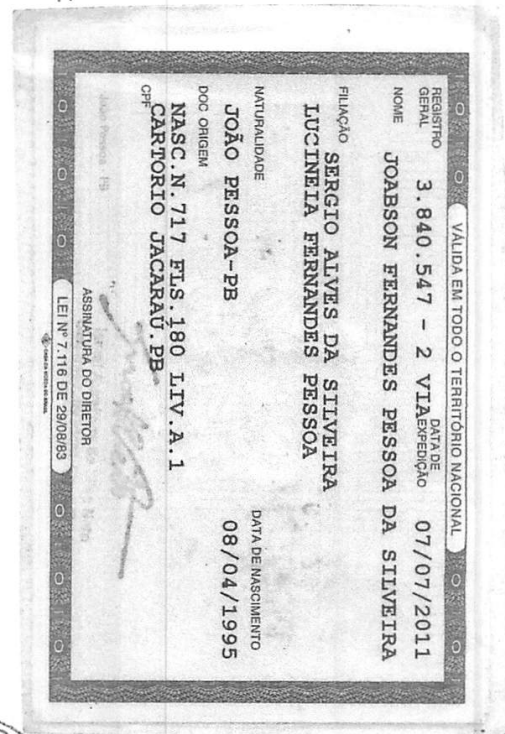 VÁLIDA EM TODO O TERRITÓRIO NACIONAL
REGISTRO GERAL 3.840.547 - 2 VIA DATA DE EXPEDIÇÃO 07/07/2011
NOME JOABSON FERNANDES PESSOA DA SILVEIRA
FILIAÇÃO SERGIO ALVES DA SILVEIRA
LUCINEIA FERNANDES PESSOA
NATURALIDADE DATA DE NASCIMENTO
JOÃO PESSOA-PB 08/04/1995
DOC ORIGEM
NASC.N.717 FLS.180 LIV.A.1
CARTORIO JACARAÚ.PB
CPF
João Pessoa PB
ASSINATURA DO DIRETOR
LEI Nº 7.116 DE 29/08/83